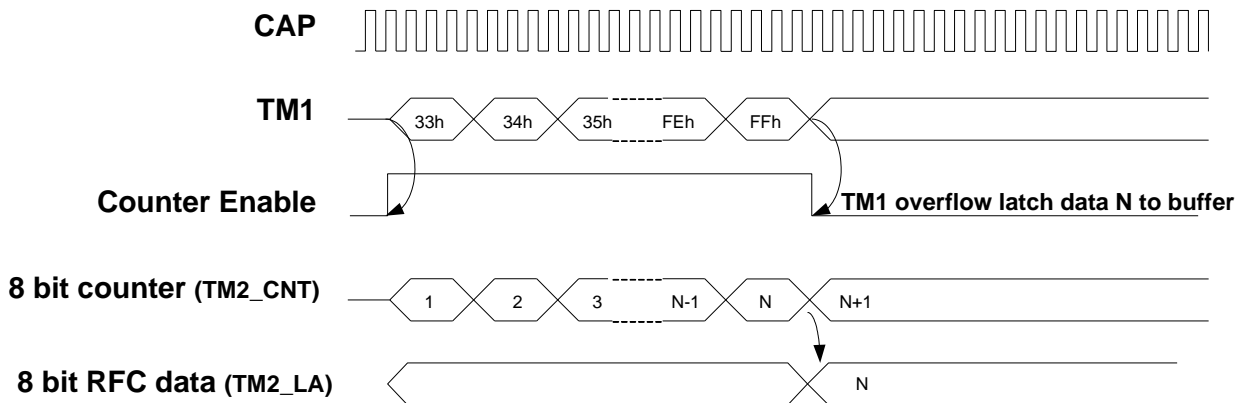 CAP
TM1
33h 34h 35h FEh FFh
Counter Enable
TM1 overflow latch data N to buffer
8 bit counter (TM2_CNT)
1 2 3 N-1 N N+1
8 bit RFC data (TM2_LA)
N